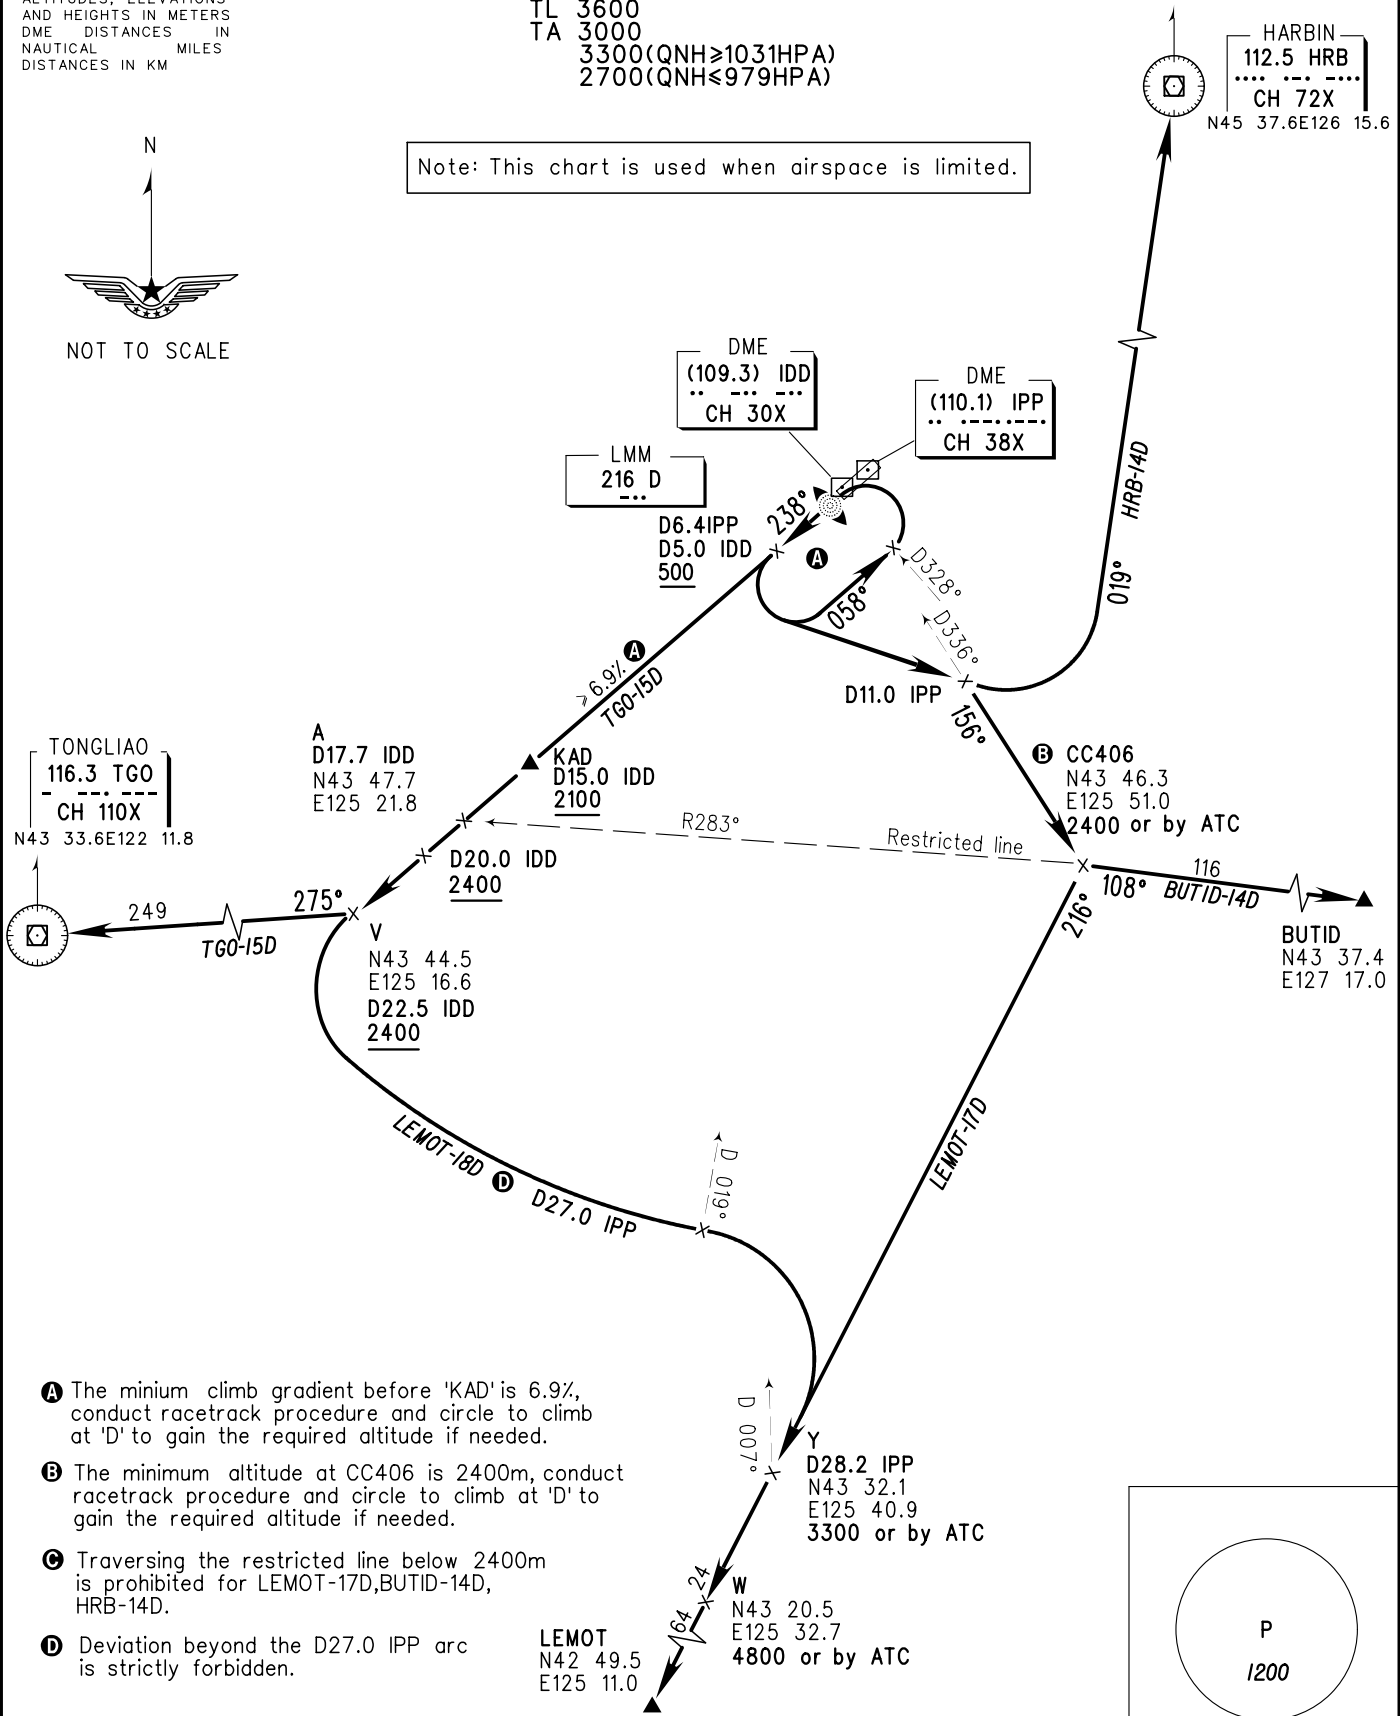 ALTITUDES, ELEVATIONS
AND HEIGHTS IN METERS
DME DISTANCES IN
NAUTICAL MILES
DISTANCES IN KM
TL 3600
TA 3000
3300(QNH≥1031HPA)
2700(QNH≤979HPA)
HARBIN
112.5 HRB
CH 72X
N45 37.6E126 15.6
N
Note: This chart is used when airspace is limited.
NOT TO SCALE
DME
(109.3) IDD
CH 30X
DME
(110.1) IPP
CH 38X
LMM
216 D
D6.4IPP
D5.0 IDD
500
238°
A
058°
D328°
D336°
HRB-14D
019°
D11.0 IPP
156°
A
≥6.9%
TGO-15D
A
D17.7 IDD
N43 47.7
E125 21.8
KAD
D15.0 IDD
2100
B
CC406
N43 46.3
E125 51.0
2400 or by ATC
TONGLIAO
116.3 TGO
CH 110X
N43 33.6E122 11.8
R283°
Restricted line
D20.0 IDD
2400
116
108°
BUTID-14D
216°
BUTID
N43 37.4
E127 17.0
249
275°
TGO-15D
V
N43 44.5
E125 16.6
D22.5 IDD
2400
LEMOT-18D
D
D27.0 IPP
D 019°
LEMOT-17D
D 007°
Y
D28.2 IPP
N43 32.1
E125 40.9
3300 or by ATC
24
W
N43 20.5
E125 32.7
4800 or by ATC
64
LEMOT
N42 49.5
E125 11.0
A The minium climb gradient before 'KAD' is 6.9%,
conduct racetrack procedure and circle to climb
at 'D' to gain the required altitude if needed.
B The minimum altitude at CC406 is 2400m, conduct
racetrack procedure and circle to climb at 'D' to
gain the required altitude if needed.
C Traversing the restricted line below 2400m
is prohibited for LEMOT-17D,BUTID-14D,
HRB-14D.
D Deviation beyond the D27.0 IPP arc
is strictly forbidden.
P
1200